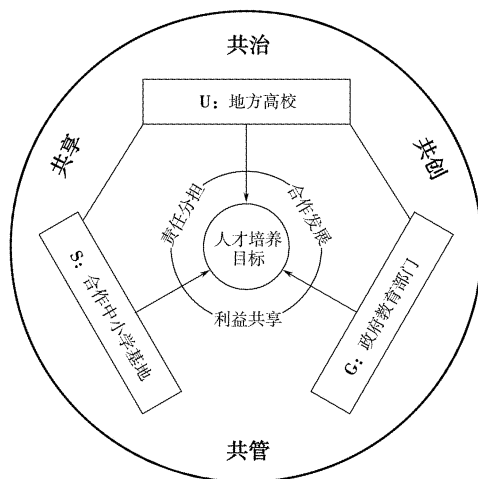 共治
U：地方高校
共享
共创
责任分担
合作发展
人才培养
目标
利益共享
S：合作中小学基地
G：政府教育部门
共管